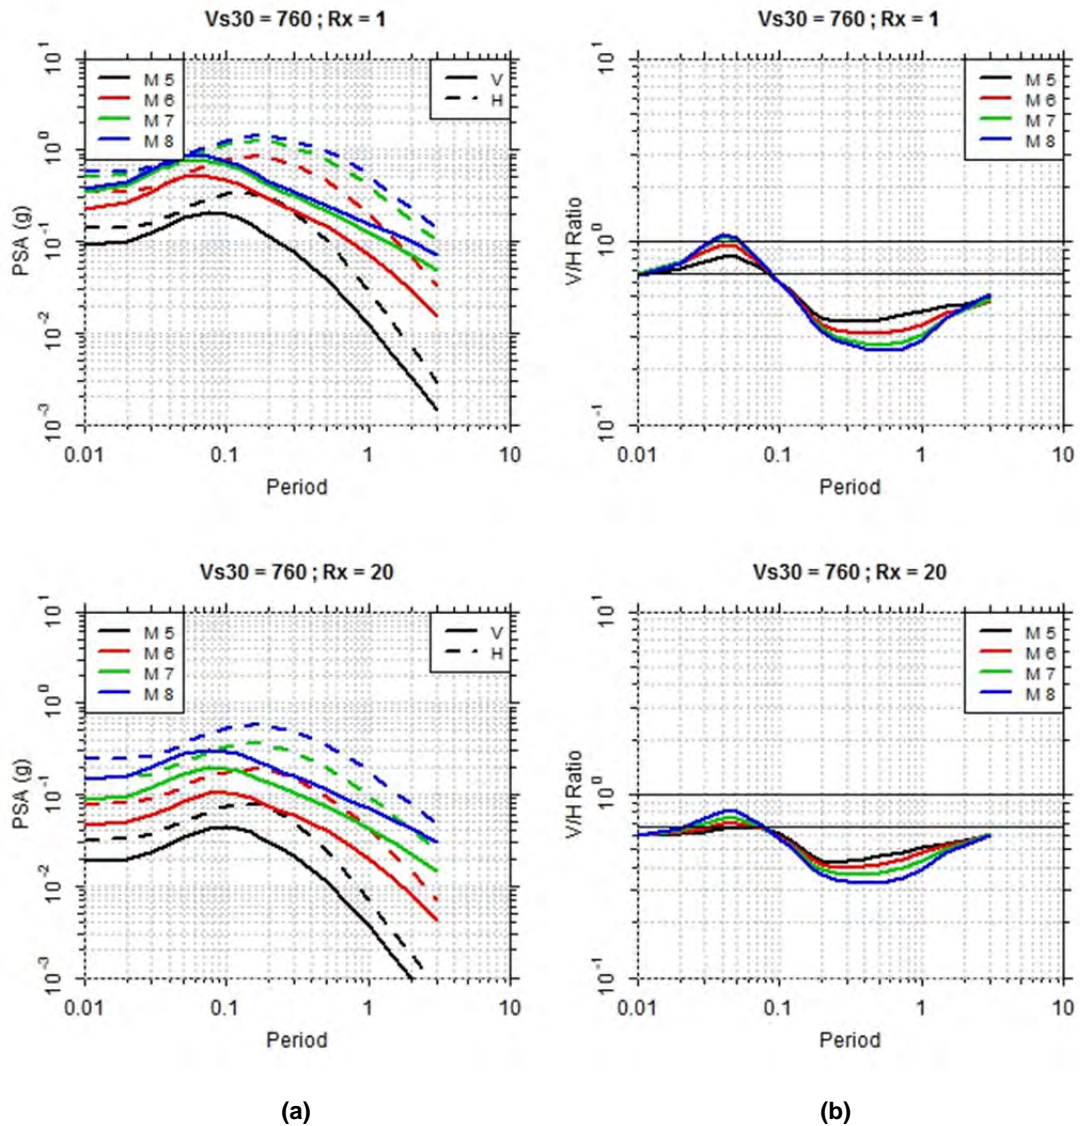 Vs30 = 760 ; Rx = 1
PSA (g)
10^1
10^0
10^-1
10^-2
10^-3
M 5
M 6
M 7
M 8
V
H
0.01 0.1 1 10
Period
Vs30 = 760 ; Rx = 1
V/H Ratio
10^1
10^0
10^-1
M 5
M 6
M 7
M 8
0.01 0.1 1 10
Period
Vs30 = 760 ; Rx = 20
PSA (g)
10^1
10^0
10^-1
10^-2
10^-3
M 5
M 6
M 7
M 8
V
H
0.01 0.1 1 10
Period
Vs30 = 760 ; Rx = 20
V/H Ratio
10^1
10^0
10^-1
M 5
M 6
M 7
M 8
0.01 0.1 1 10
Period
(a)
(b)